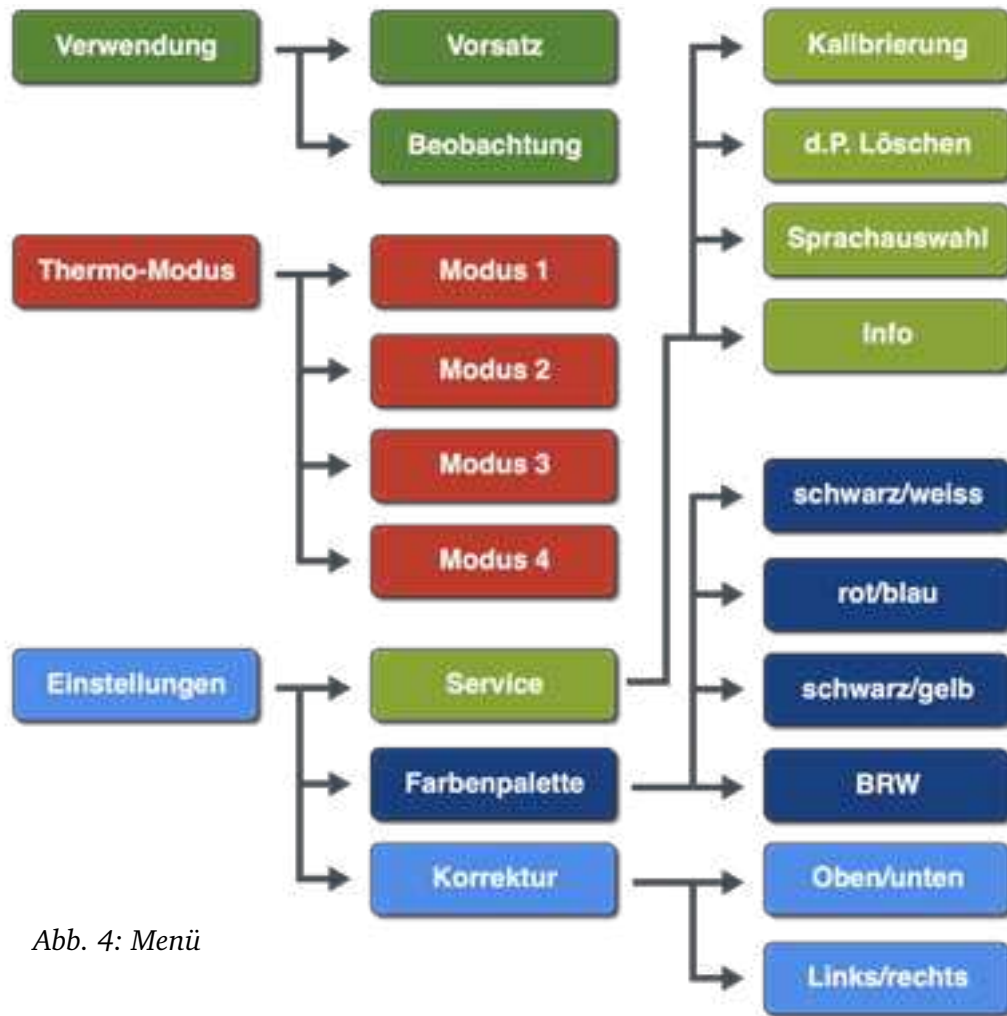 Verwendung
Vorsatz
Beobachtung
Thermo-Modus
Modus 1
Modus 2
Modus 3
Modus 4
Einstellungen
Service
Farbenpalette
Korrektur
Kalibrierung
d.P. Löschen
Sprachauswahl
Info
schwarz/weiss
rot/blau
schwarz/gelb
BRW
Oben/unten
Links/rechts
Abb. 4: Menü